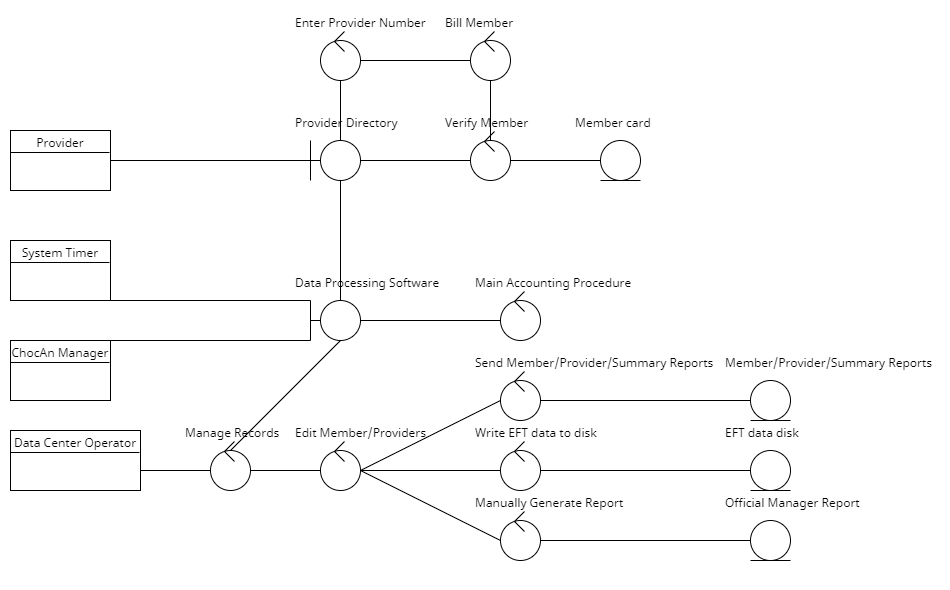 Enter Provider Number
Bill Member
Provider Directory
Verify Member
Member card
Provider
System Timer
Data Processing Software
Main Accounting Procedure
ChocAn Manager
Send Member/Provider/Summary Reports
Member/Provider/Summary Reports
Manage Records
Edit Member/Providers
Write EFT data to disk
EFT data disk
Data Center Operator
Manually Generate Report
Official Manager Report